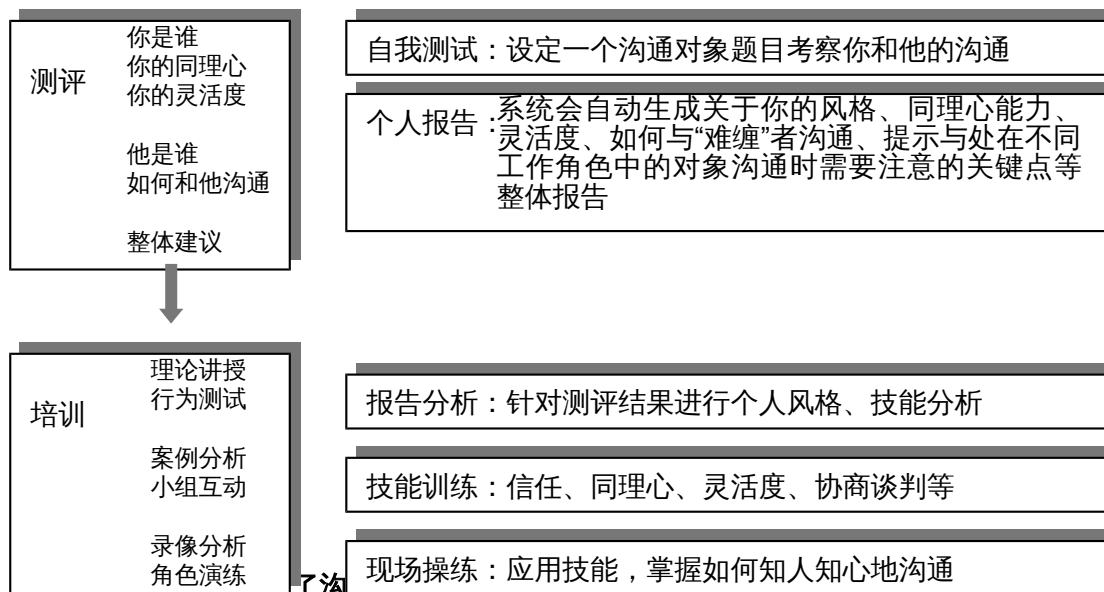 测评
你是谁
你的同理心
你的灵活度
他是谁
如何和他沟通
整体建议
自我测试：设定一个沟通对象题目考察你和他的沟通
个人报告：
系统会自动生成关于你的风格、同理心能力、
灵活度、如何与“难缠”者沟通、提示与处在不同
工作角色中的对象沟通时需要注意的关键点等
整体报告
培训
理论讲授
行为测试
案例分析
小组互动
录像分析
角色演练
报告分析：针对测评结果进行个人风格、技能分析
技能训练：信任、同理心、灵活度、协商谈判等
现场操练：应用技能，掌握如何知人知心地沟通
了沟